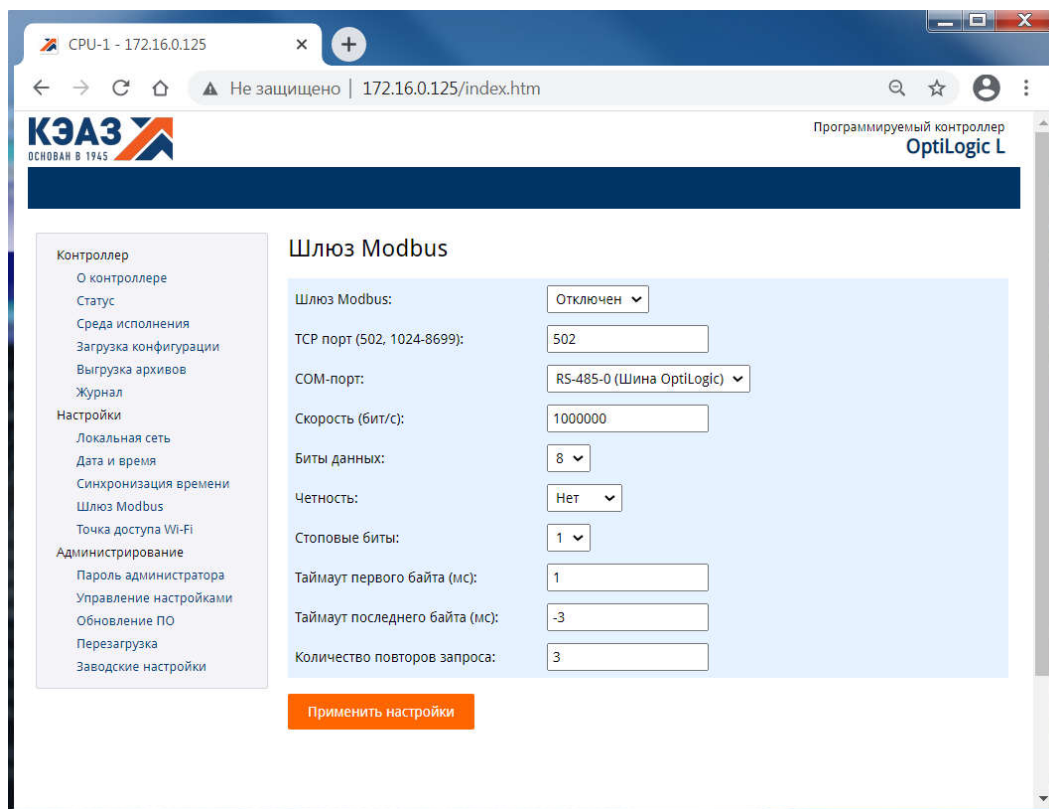 CPU-1 - 172.16.0.125
Не защищено | 172.16.0.125/index.htm
КЭАЗ
ОСНОВАН В 1945
Программируемый контроллер
OptiLogic L
Контроллер
О контроллере
Статус
Среда исполнения
Загрузка конфигурации
Выгрузка архивов
Журнал
Настройки
Локальная сеть
Дата и время
Синхронизация времени
Шлюз Modbus
Точка доступа Wi-Fi
Администрирование
Пароль администратора
Управление настройками
Обновление ПО
Перезагрузка
Заводские настройки
Шлюз Modbus
Шлюз Modbus: Отключен
TCP порт (502, 1024-8699): 502
COM-порт: RS-485-0 (Шина OptiLogic)
Скорость (бит/с): 1000000
Биты данных: 8
Четность: Нет
Стоповые биты: 1
Таймаут первого байта (мс): 1
Таймаут последнего байта (мс): -3
Количество повторов запроса: 3
Применить настройки